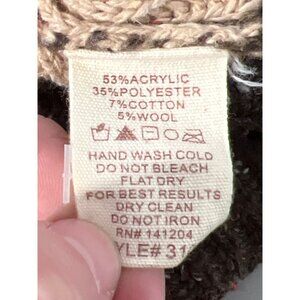 53% ACRYLIC
35% POLYESTER
7% COTTON
5% WOOL
HAND WASH COLD
DO NOT BLEACH
FLAT DRY
FOR BEST RESULTS
DRY CLEAN
DO NOT IRON
RN# 141204